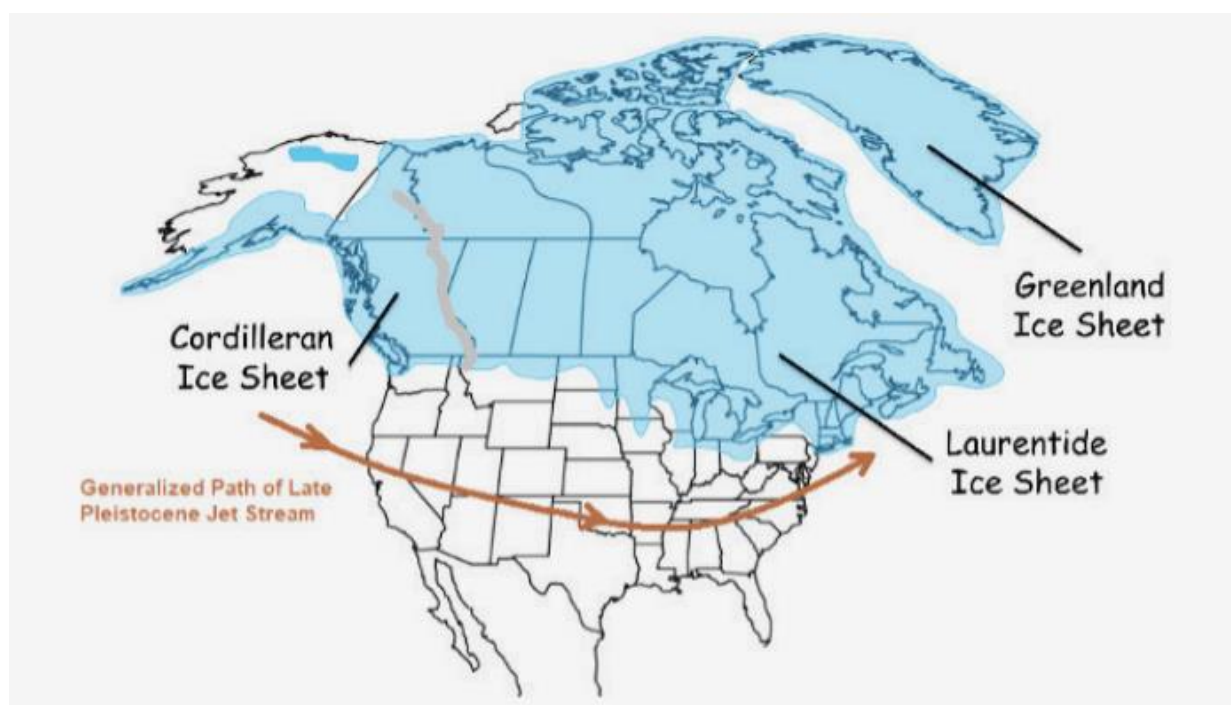 Greenland
Ice Sheet
Cordilleran
Ice Sheet
Laurentide
Ice Sheet
Generalized Path of Late
Pleistocene Jet Stream